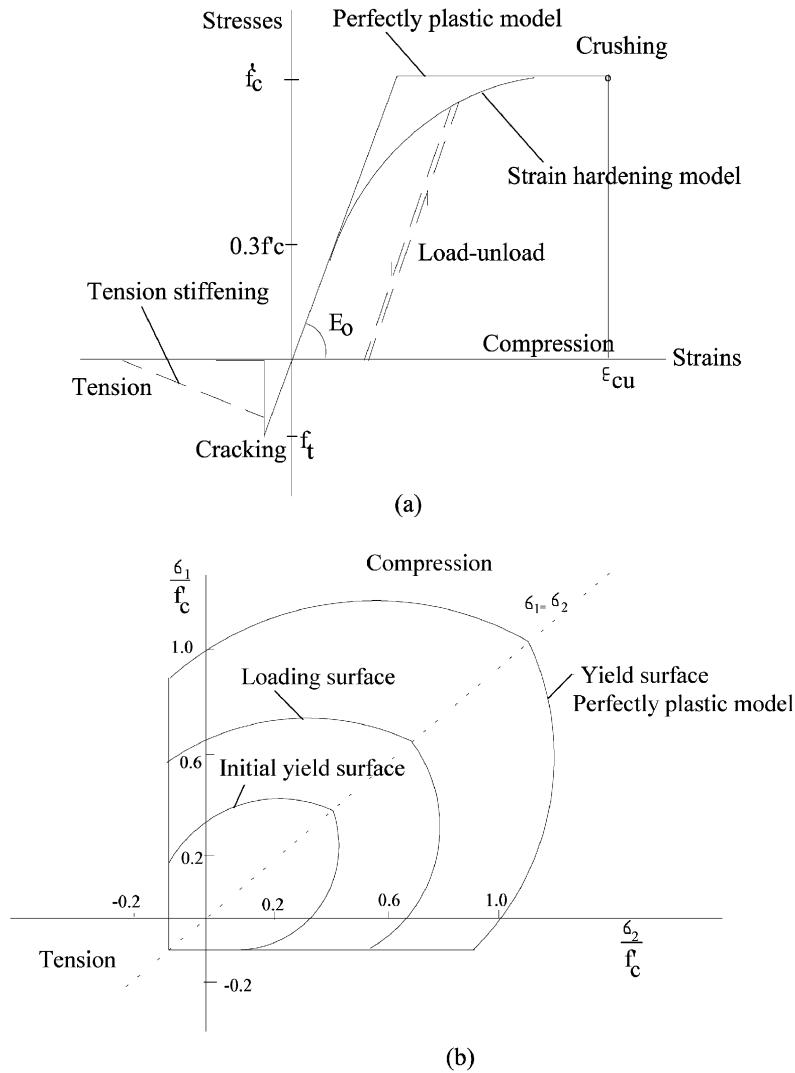 Stresses
Perfectly plastic model
Crushing
f'c
Strain hardening model
0.3f'c
Load-unload
Tension stiffening
Eo
Compression
Strains
Tension
εcu
Cracking
ft
(a)
Compression
σ1
f'c
σ1= σ2
1.0
Yield surface
Perfectly plastic model
Loading surface
0.6
Initial yield surface
0.2
-0.2
0.2
0.6
1.0
σ2
f'c
Tension
-0.2
(b)